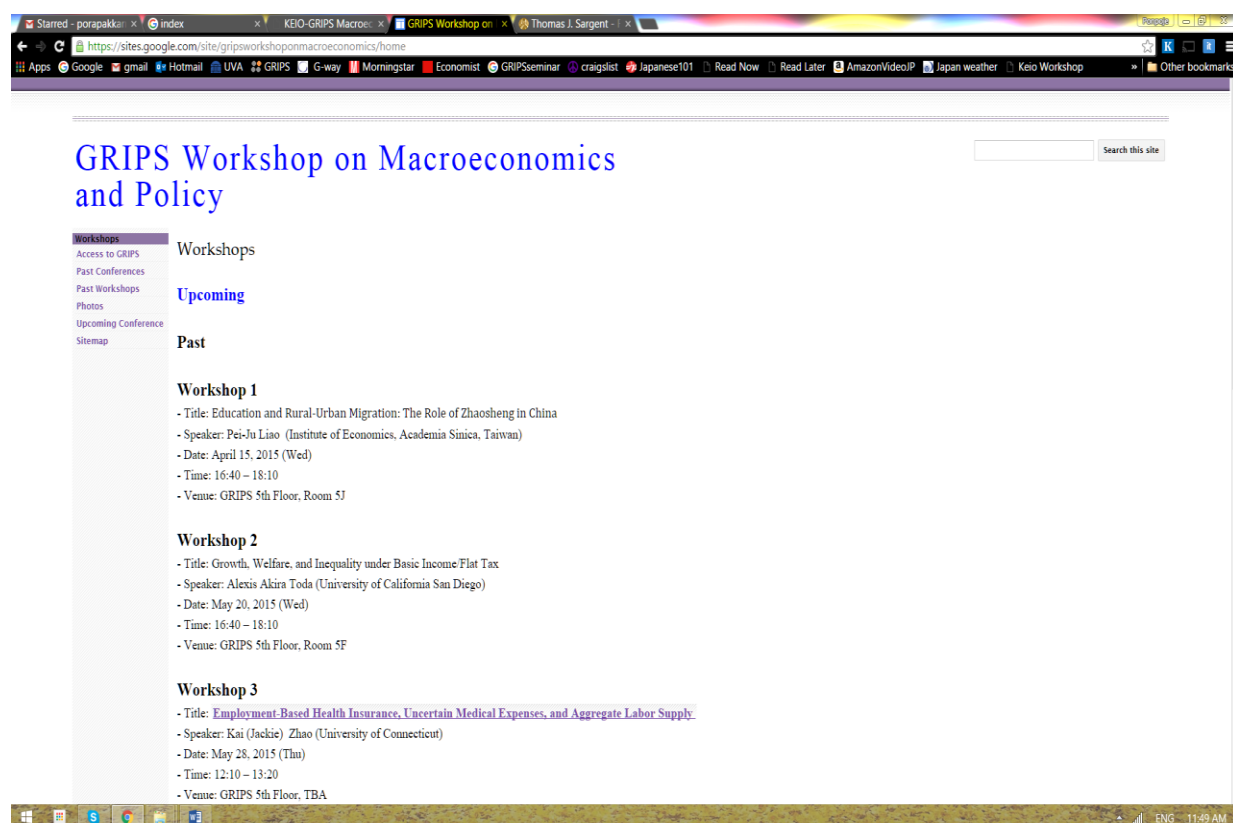 Starred - porapakkar
index
KEIO-GRIPS Macroec
GRIPS Workshop on
Thomas J. Sargent -
https://sites.google.com/site/gripsworkshoponmacroeconomics/home
Apps Google gmail Hotmail UVA GRIPS G-way Morningstar Economist GRIPSseminar craigslist Japanese101 Read Now Read Later AmazonVideoJP Japan weather Keio Workshop » Other bookmarks
GRIPS Workshop on Macroeconomics
and Policy
Search this site
Workshops
Access to GRIPS
Past Conferences
Past Workshops
Photos
Upcoming Conference
Sitemap
Workshops
Upcoming
Past
Workshop 1
- Title: Education and Rural-Urban Migration: The Role of Zhaosheng in China
- Speaker: Pei-Ju Liao (Institute of Economics, Academia Sinica, Taiwan)
- Date: April 15, 2015 (Wed)
- Time: 16:40 – 18:10
- Venue: GRIPS 5th Floor, Room 5J
Workshop 2
- Title: Growth, Welfare, and Inequality under Basic Income/Flat Tax
- Speaker: Alexis Akira Toda (University of California San Diego)
- Date: May 20, 2015 (Wed)
- Time: 16:40 – 18:10
- Venue: GRIPS 5th Floor, Room 5F
Workshop 3
- Title: Employment-Based Health Insurance, Uncertain Medical Expenses, and Aggregate Labor Supply
- Speaker: Kai (Jackie) Zhao (University of Connecticut)
- Date: May 28, 2015 (Thu)
- Time: 12:10 – 13:20
- Venue: GRIPS 5th Floor, TBA
ENG 11:49 AM